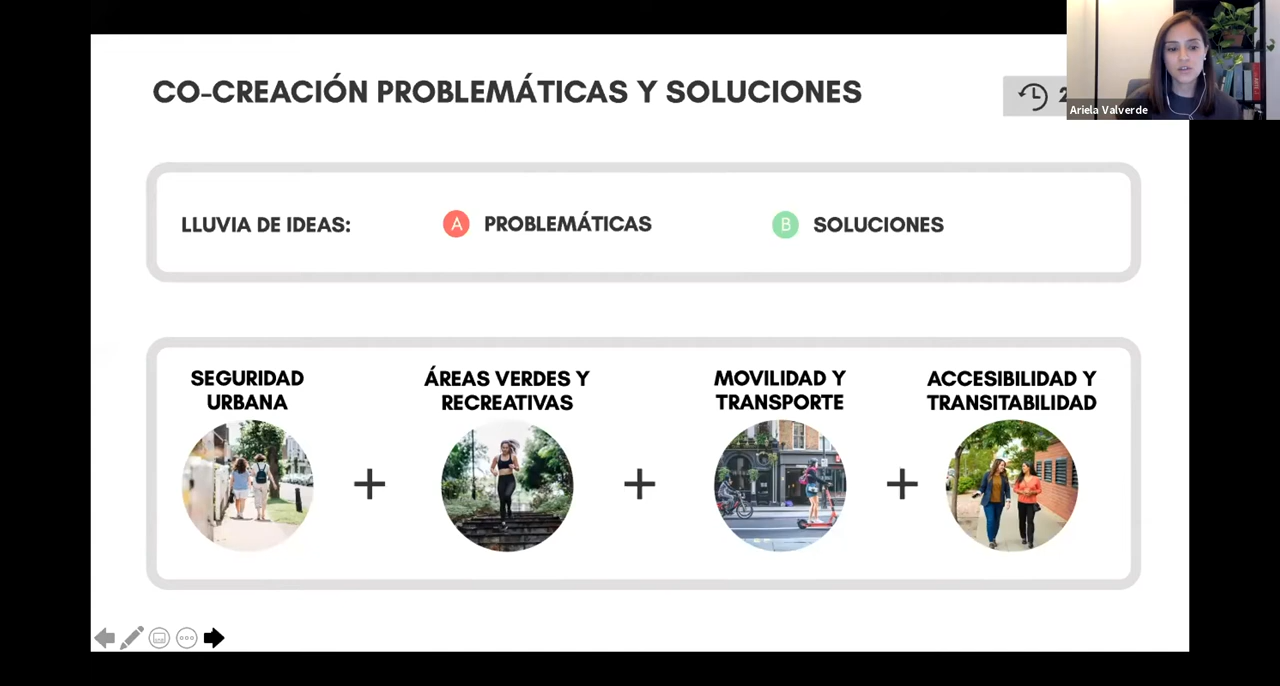 CO-CREACIÓN PROBLEMÁTICAS Y SOLUCIONES
Ariela Valverde
LLUVIA DE IDEAS:
A PROBLEMÁTICAS
B SOLUCIONES
SEGURIDAD
URBANA
ÁREAS VERDES Y
RECREATIVAS
MOVILIDAD Y
TRANSPORTE
ACCESIBILIDAD Y
TRANSITABILIDAD